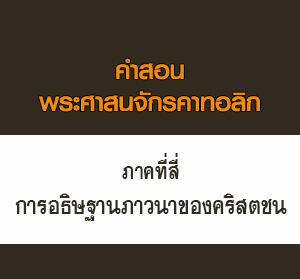 คำสอน
พระศาสนจักรคาทอลิก
ภาคที่สี่
การอธิษฐานภาวนาของคริสตชน